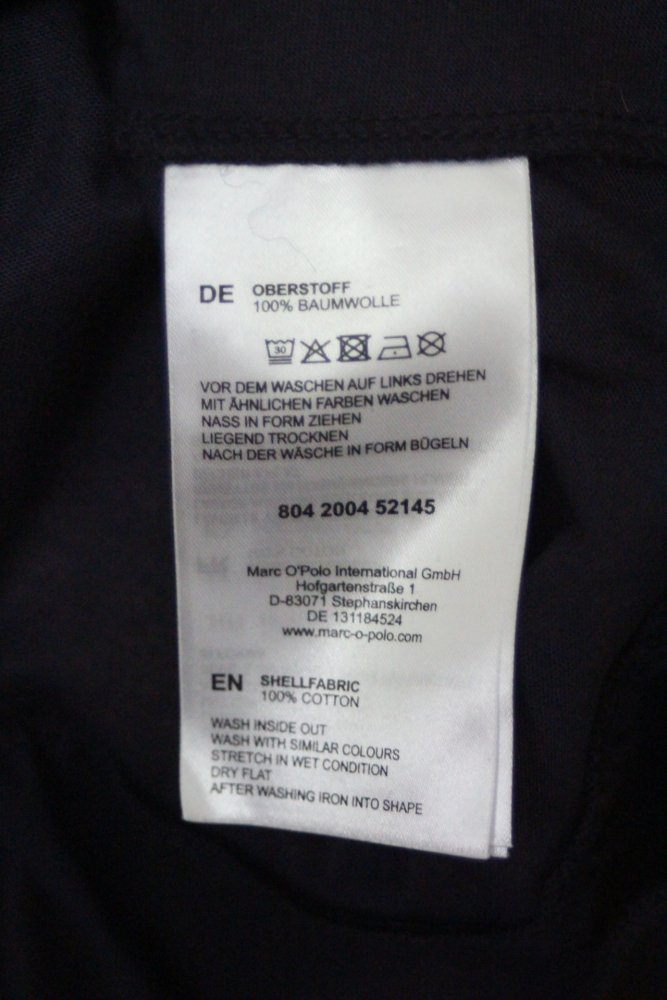 DE OBERSTOFF
100% BAUMWOLLE
30
VOR DEM WASCHEN AUF LINKS DREHEN
MIT ÄHNLICHEN FARBEN WASCHEN
NASS IN FORM ZIEHEN
LIEGEND TROCKNEN
NACH DER WÄSCHE IN FORM BÜGELN
804 2004 52145
Marc O'Polo International GmbH
Hofgartenstraße 1
D-83071 Stephanskirchen
DE 131184524
www.marc-o-polo.com
EN SHELLFABRIC
100% COTTON
WASH INSIDE OUT
WASH WITH SIMILAR COLOURS
STRETCH IN WET CONDITION
DRY FLAT
AFTER WASHING IRON INTO SHAPE